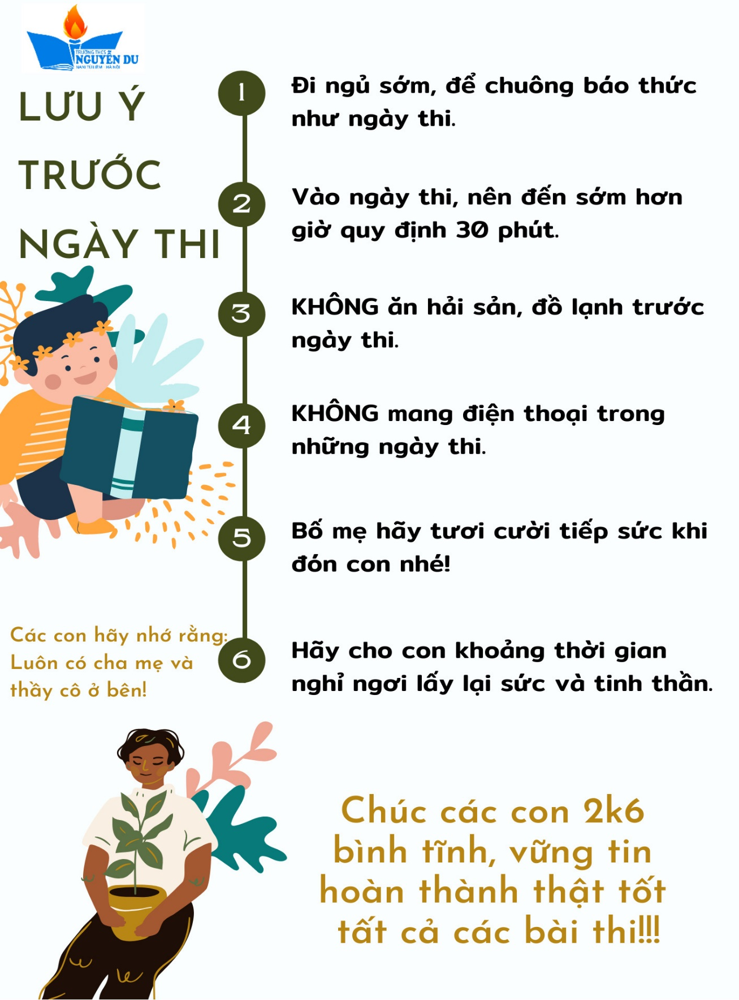 TRƯỜNG THCS
NGUYỄN DU
NAM TỪ LIÊM - HÀ NỘI
LƯU Ý
TRƯỚC
NGÀY THI
1
Đi ngủ sớm, để chuông báo thức
như ngày thi.
2
Vào ngày thi, nên đến sớm hơn
giờ quy định 30 phút.
3
KHÔNG ăn hải sản, đồ lạnh trước
ngày thi.
4
KHÔNG mang điện thoại trong
những ngày thi.
5
Bố mẹ hãy tươi cười tiếp sức khi
đón con nhé!
Các con hãy nhớ rằng:
Luôn có cha mẹ và
thầy cô ở bên!
6
Hãy cho con khoảng thời gian
nghỉ ngơi lấy lại sức và tinh thần.
Chúc các con 2k6
bình tĩnh, vững tin
hoàn thành thật tốt
tất cả các bài thi!!!